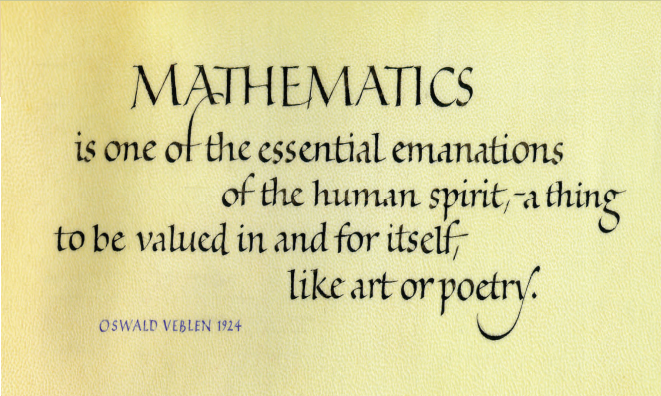 MATHEMATICS
is one of the essential emanations
of the human spirit,-a thing
to be valued in and for itself,
like art or poetry.
OSWALD VEBLEN 1924